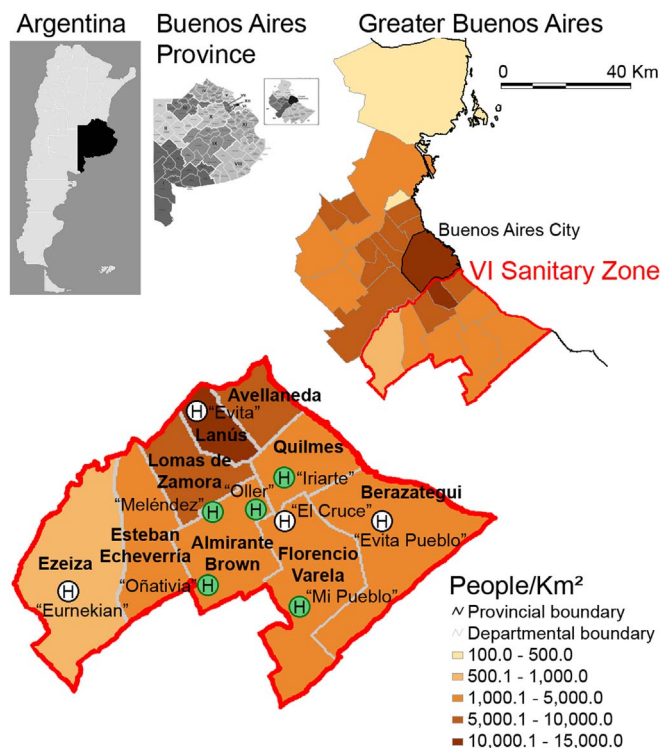 Argentina
Buenos Aires
Province
Greater Buenos Aires
0 40 Km
Buenos Aires City
VI Sanitary Zone
Avellaneda
H "Evita"
Lanús
Quilmes
Lomas de
Zamora
H "Iriarte"
"Oller" H
Berazategui
"Meléndez" H
H "El Cruce"
H
"Evita Pueblo"
Esteban
Echeverría
Almirante
Brown
Florencio
Varela
Ezeiza
H
"Eurnekian"
"Oñativia" H
H "Mi Pueblo"
People/Km²
Provincial boundary
Departmental boundary
100.0 - 500.0
500.1 - 1,000.0
1,000.1 - 5,000.0
5,000.1 - 10,000.0
10,000.1 - 15,000.0